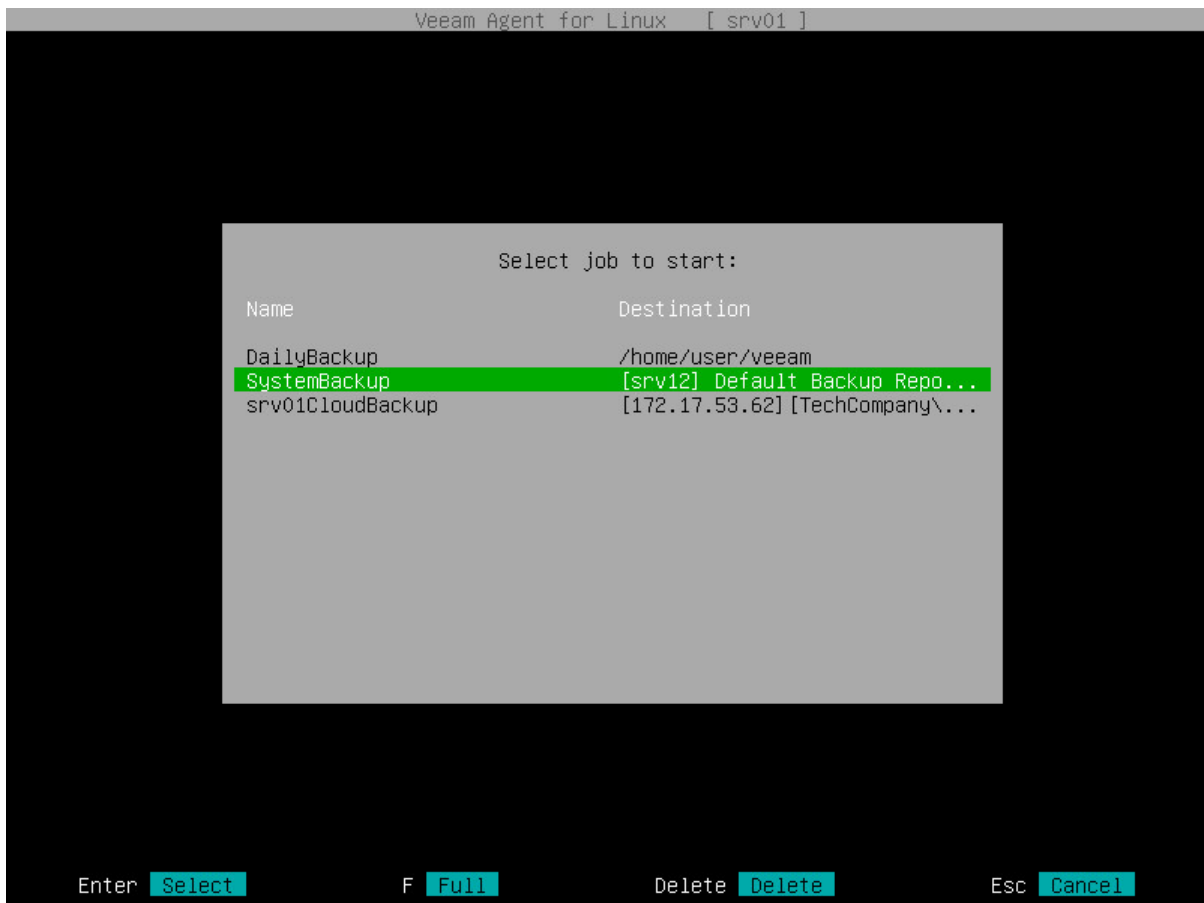 Veeam Agent for Linux [ srv01 ]
Select job to start:
Name Destination
DailyBackup /home/user/veeam
SystemBackup [srv12] Default Backup Repo...
srv01CloudBackup [172.17.53.62][TechCompany\...
Enter Select F Full Delete Delete Esc Cancel